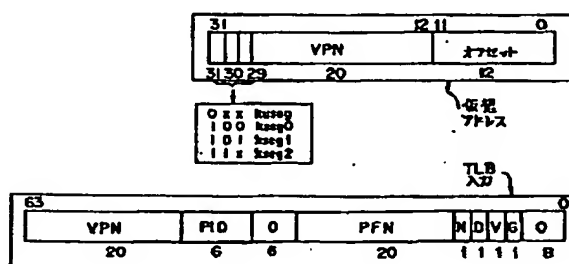 31 12 11 0
VPN オフセット
31 30 29 20 12
0 x x kuseg
1 0 0 kseg0
1 0 1 kseg1
1 1 x kseg2
仮想
アドレス
TLB
入力
63 0
VPN PID 0 PFN N D V G 0
20 6 6 20 1 1 1 1 8